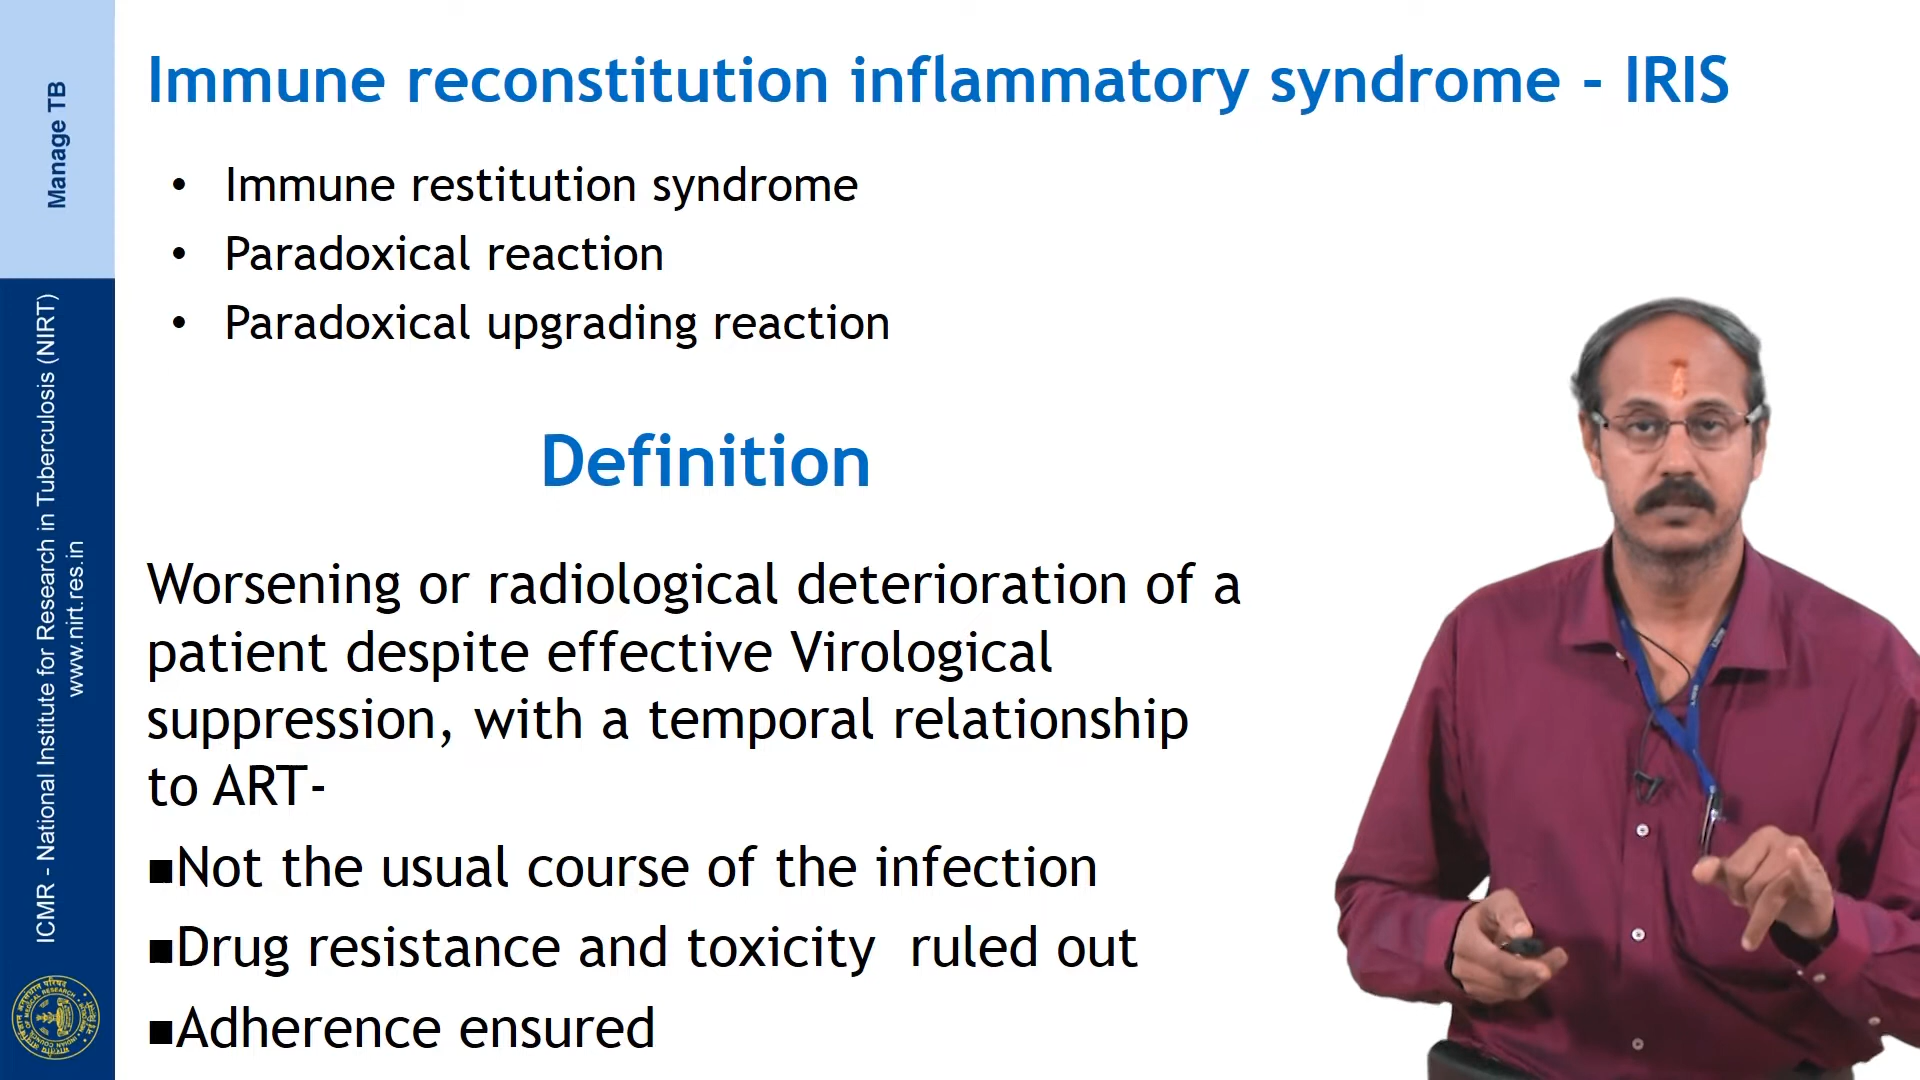 Immune reconstitution inflammatory syndrome - IRIS
• Immune restitution syndrome
• Paradoxical reaction
• Paradoxical upgrading reaction
Definition
Worsening or radiological deterioration of a
patient despite effective Virological
suppression, with a temporal relationship
to ART-
■Not the usual course of the infection
■Drug resistance and toxicity  ruled out
■Adherence ensured
Manage TB
ICMR - National Institute for Research in Tuberculosis (NIRT)
www.nirt.res.in